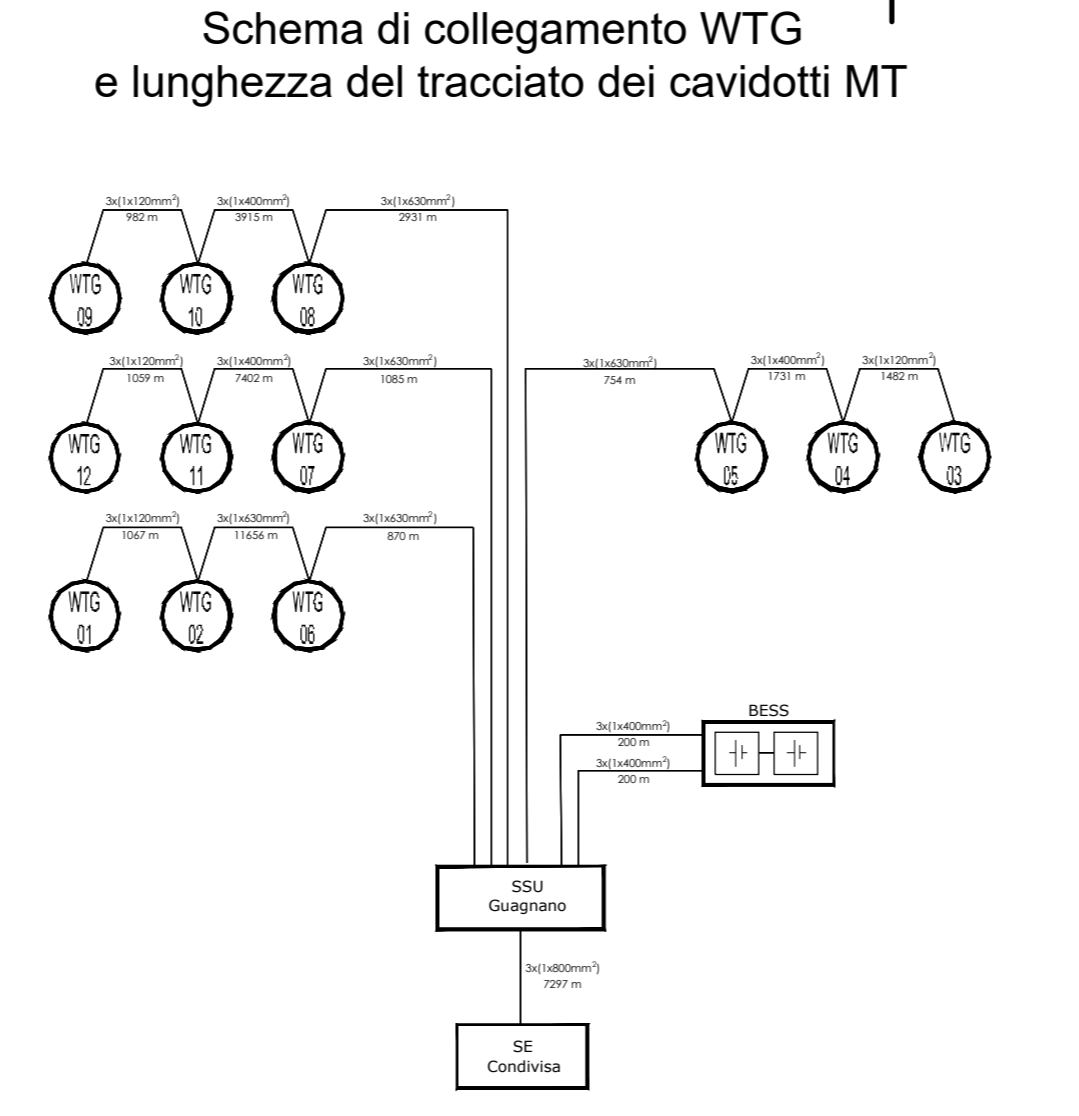 Schema di collegamento WTG
e lunghezza del tracciato dei cavidotti MT
3x(1x120mm²) 3x(1x400mm²) 3x(1x630mm²)
982 m 3915 m 2931 m
WTG WTG WTG
09 10 08
3x(1x120mm²) 3x(1x400mm²) 3x(1x630mm²) 3x(1x630mm²) 3x(1x400mm²) 3x(1x120mm²)
1059 m 7402 m 1085 m 754 m 1731 m 1482 m
WTG WTG WTG WTG WTG WTG
12 11 07 05 04 03
3x(1x120mm²) 3x(1x630mm²) 3x(1x630mm²)
1067 m 11656 m 870 m
WTG WTG WTG
01 02 06
BESS
3x(1x400mm²)
200 m
3x(1x400mm²)
200 m
SSU
Guagnano
3x(1x800mm²)
7297 m
SE
Condivisa